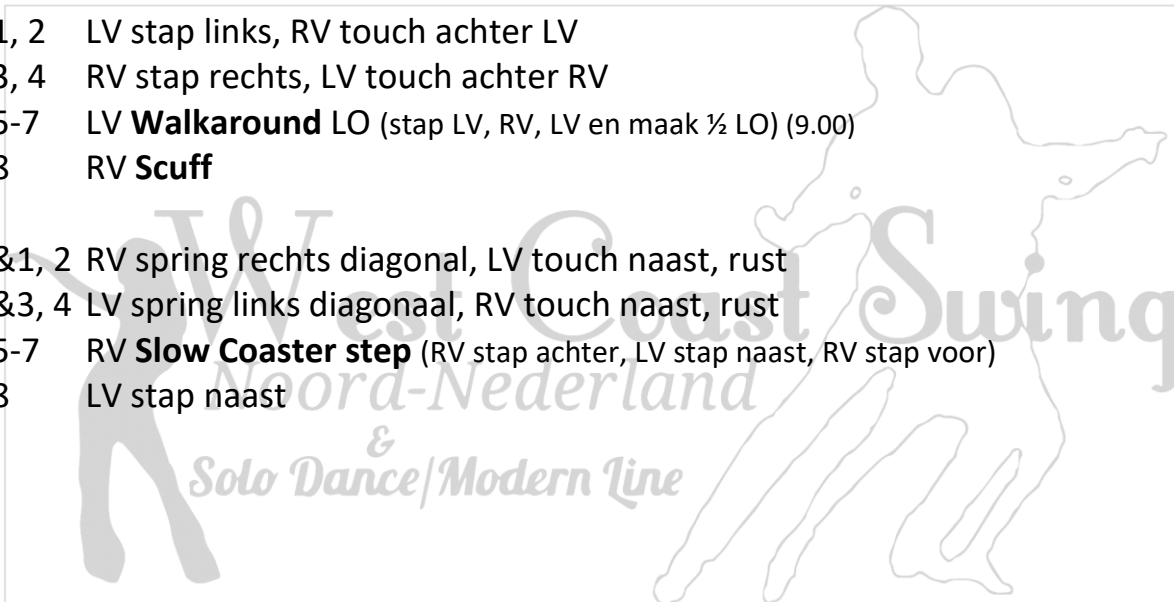 1, 2 LV stap links, RV touch achter LV
3, 4 RV stap rechts, LV touch achter RV
5-7 LV Walkaround LO (stap LV, RV, LV en maak ½ LO) (9.00)
8 RV Scuff
&1, 2 RV spring rechts diagonal, LV touch naast, rust
&3, 4 LV spring links diagonaal, RV touch naast, rust
5-7 RV Slow Coaster step (RV stap achter, LV stap naast, RV stap voor)
8 LV stap naast
West Coast Swing
Noord-Nederland
&
Solo Dance/Modern Line